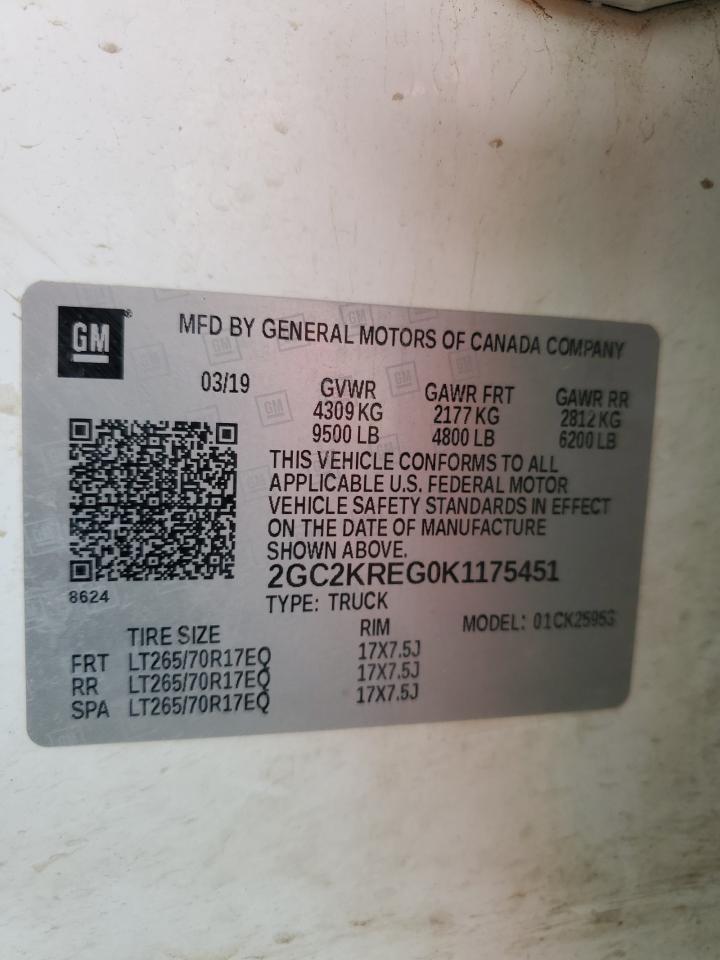 GM
MFD BY GENERAL MOTORS OF CANADA COMPANY
03/19 GVWR GAWR FRT GAWR RR
4309 KG 2177 KG 2812 KG
9500 LB 4800 LB 6200 LB
THIS VEHICLE CONFORMS TO ALL
APPLICABLE U.S. FEDERAL MOTOR
VEHICLE SAFETY STANDARDS IN EFFECT
ON THE DATE OF MANUFACTURE
SHOWN ABOVE.
2GC2KREG0K1175451
8624
TYPE: TRUCK
MODEL:
TIRE SIZE RIM
FRT LT265/70R17EQ 17X7.5J
RR LT265/70R17EQ 17X7.5J
SPA LT265/70R17EQ 17X7.5J